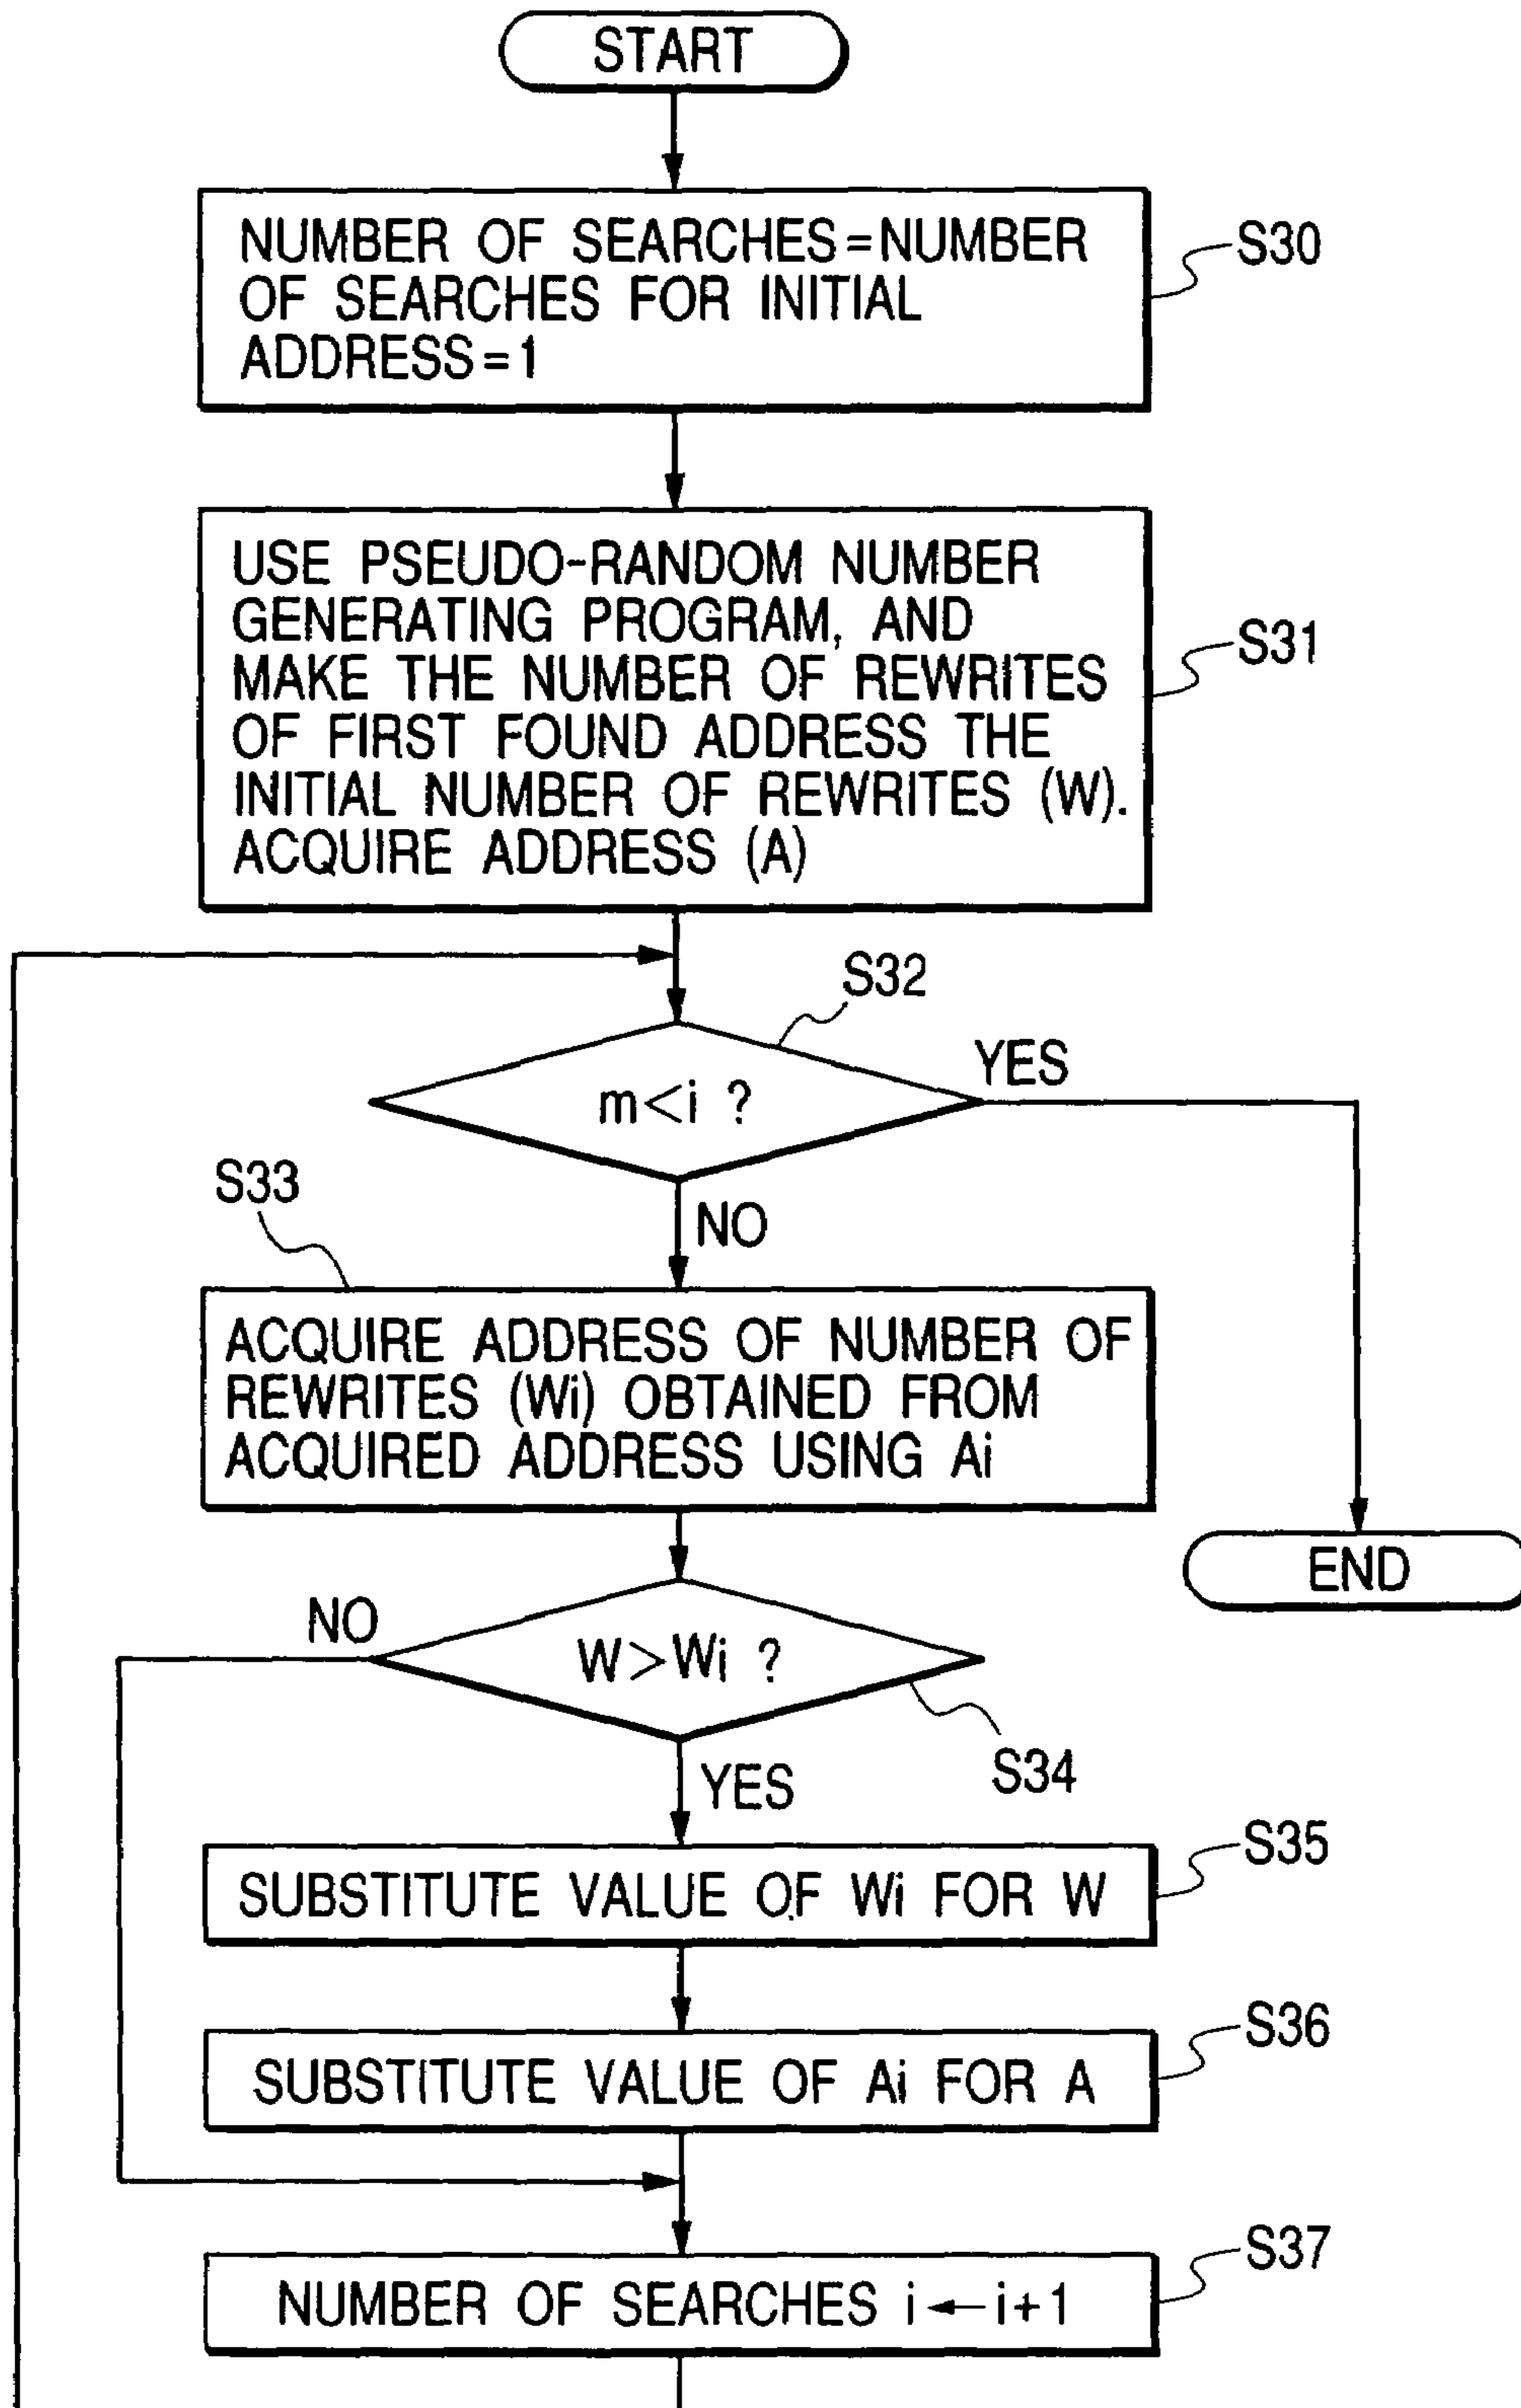 START
NUMBER OF SEARCHES=NUMBER
OF SEARCHES FOR INITIAL
ADDRESS=1
S30
USE PSEUDO-RANDOM NUMBER
GENERATING PROGRAM, AND
MAKE THE NUMBER OF REWRITES
OF FIRST FOUND ADDRESS THE
INITIAL NUMBER OF REWRITES (W).
ACQUIRE ADDRESS (A)
S31
S32
m<i ?
YES
NO
S33
ACQUIRE ADDRESS OF NUMBER OF
REWRITES (Wi) OBTAINED FROM
ACQUIRED ADDRESS USING Ai
END
NO
W>Wi ?
S34
YES
SUBSTITUTE VALUE OF Wi FOR W
S35
SUBSTITUTE VALUE OF Ai FOR A
S36
NUMBER OF SEARCHES i←i+1
S37